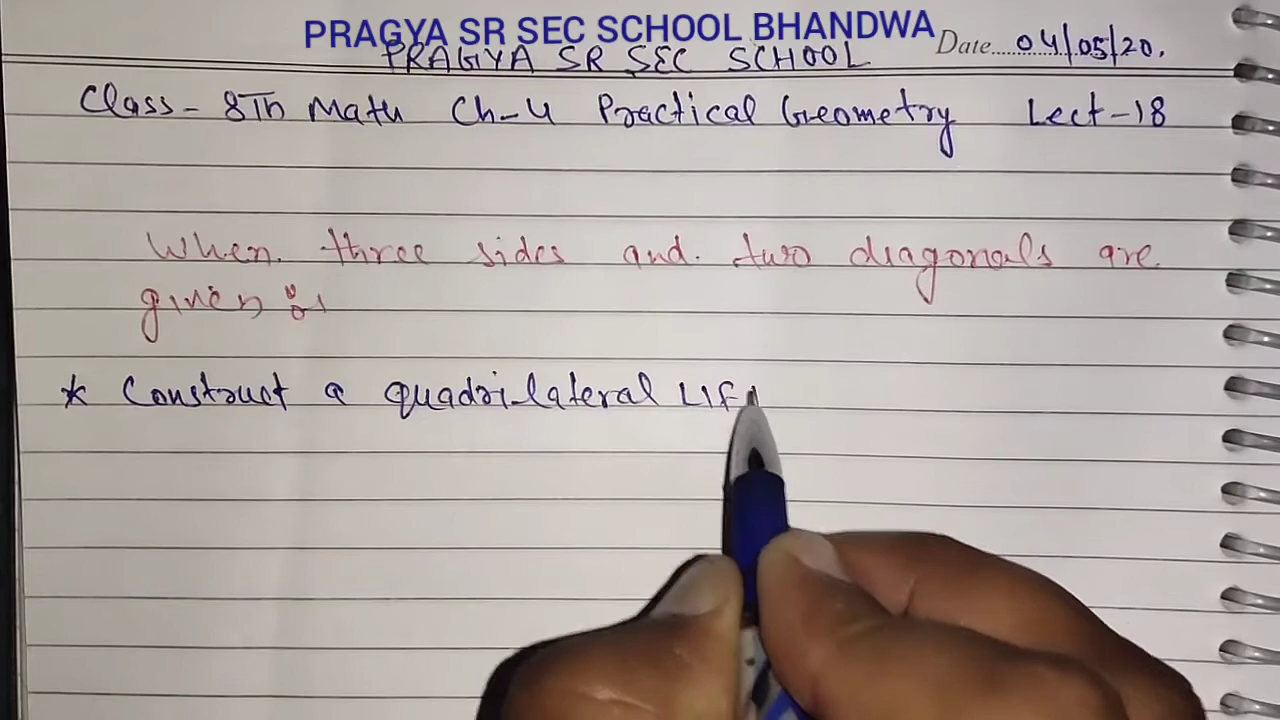 PRAGYA SR SEC SCHOOL BHANDWA
PRAGYA SR SEC SCHOOL
Date......04/05/20.
Class- 8Th Math Ch-4 Practical Geometry Lect-18
When three sides and two diagonals are
given :-
* Construct a quadrilateral